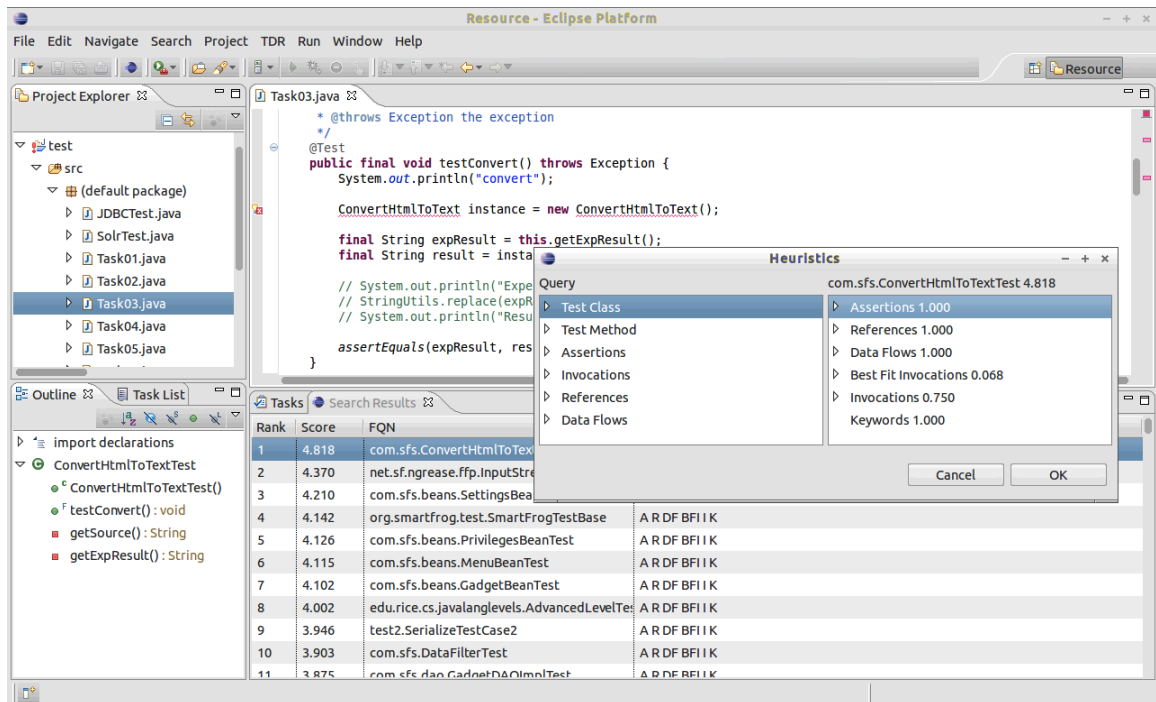 Resource - Eclipse Platform
File Edit Navigate Search Project TDR Run Window Help
Resource
Project Explorer
test
src
(default package)
JDBCTest.java
SolrTest.java
Task01.java
Task02.java
Task03.java
Task04.java
Task05.java
Outline
Task List
import declarations
ConvertHtmlToTextTest
ConvertHtmlToTextTest()
testConvert() : void
getSource() : String
getExpResult() : String
Task03.java
* @throws Exception the exception
*/
@Test
public final void testConvert() throws Exception {
System.out.println("convert");
ConvertHtmlToText instance = new ConvertHtmlToText();
final String expResult = this.getExpResult();
final String result = insta
// System.out.println("Expe
// StringUtils.replace(expR
// System.out.println("Resu
assertEquals(expResult, res
}
Heuristics
Query
Test Class
Test Method
Assertions
Invocations
References
Data Flows
com.sfs.ConvertHtmlToTextTest 4.818
Assertions 1.000
References 1.000
Data Flows 1.000
Best Fit Invocations 0.068
Invocations 0.750
Keywords 1.000
Cancel OK
Tasks Search Results
Rank Score FQN
1 4.818 com.sfs.ConvertHtmlToTex
2 4.370 net.sf.ngrease.ffp.InputStre
3 4.210 com.sfs.beans.SettingsBea
4 4.142 org.smartfrog.test.SmartFrogTestBase A R DF BFI I K
5 4.126 com.sfs.beans.PrivilegesBeanTest A R DF BFI I K
6 4.115 com.sfs.beans.MenuBeanTest A R DF BFI I K
7 4.102 com.sfs.beans.GadgetBeanTest A R DF BFI I K
8 4.002 edu.rice.cs.javalanglevels.AdvancedLevelTes A R DF BFI I K
9 3.946 test2.SerializeTestCase2 A R DF BFI I K
10 3.903 com.sfs.DataFilterTest A R DF BFI I K
11 3.875 com.sfs.dao.GadgetDAOImplTest A R DF BFI I K